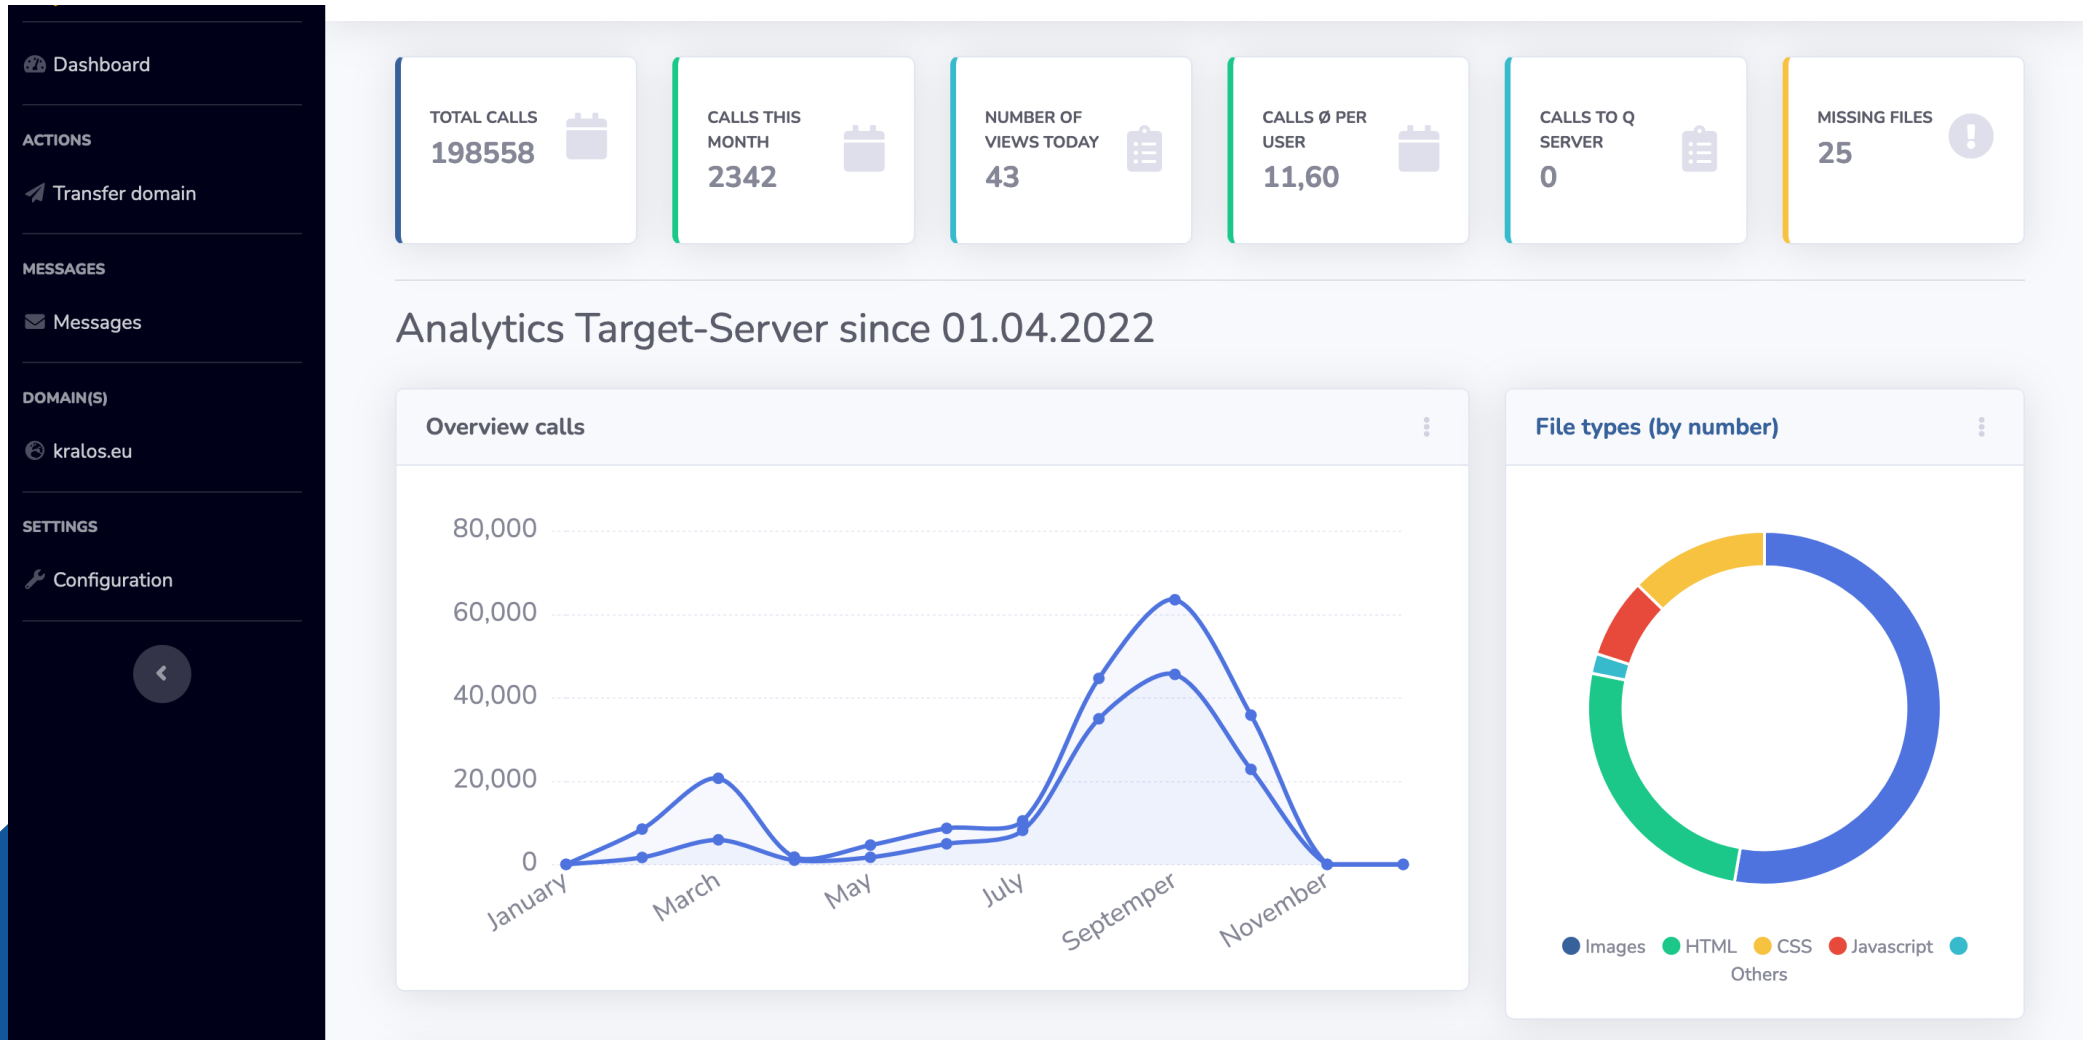 Dashboard
ACTIONS
Transfer domain
MESSAGES
Messages
DOMAIN(S)
kralos.eu
SETTINGS
Configuration
TOTAL CALLS
198558
CALLS THIS
MONTH
2342
NUMBER OF
VIEWS TODAY
43
CALLS Ø PER
USER
11,60
CALLS TO Q
SERVER
0
MISSING FILES
25
Analytics Target-Server since 01.04.2022
Overview calls
80,000
60,000
40,000
20,000
0
January
March
May
July
Septemper
November
File types (by number)
Images HTML CSS Javascript
Others